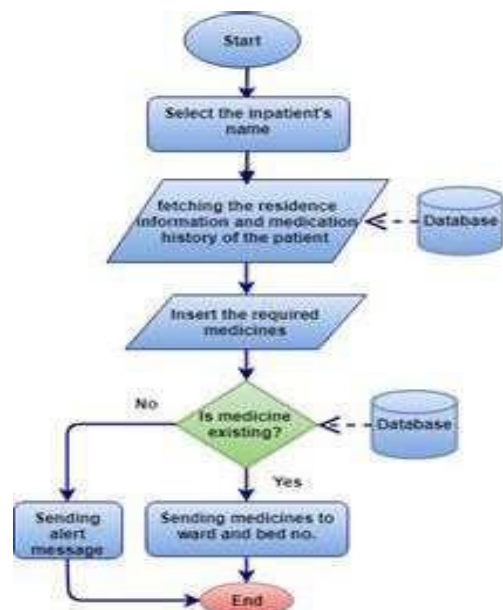 Start
Select the inpatient's
name
fetching the residence
information and medication
history of the patient
Database
Insert the required
medicines
Is medicine
existing?
Database
No
Yes
Sending
alert
message
Sending medicines to
ward and bed no.
End